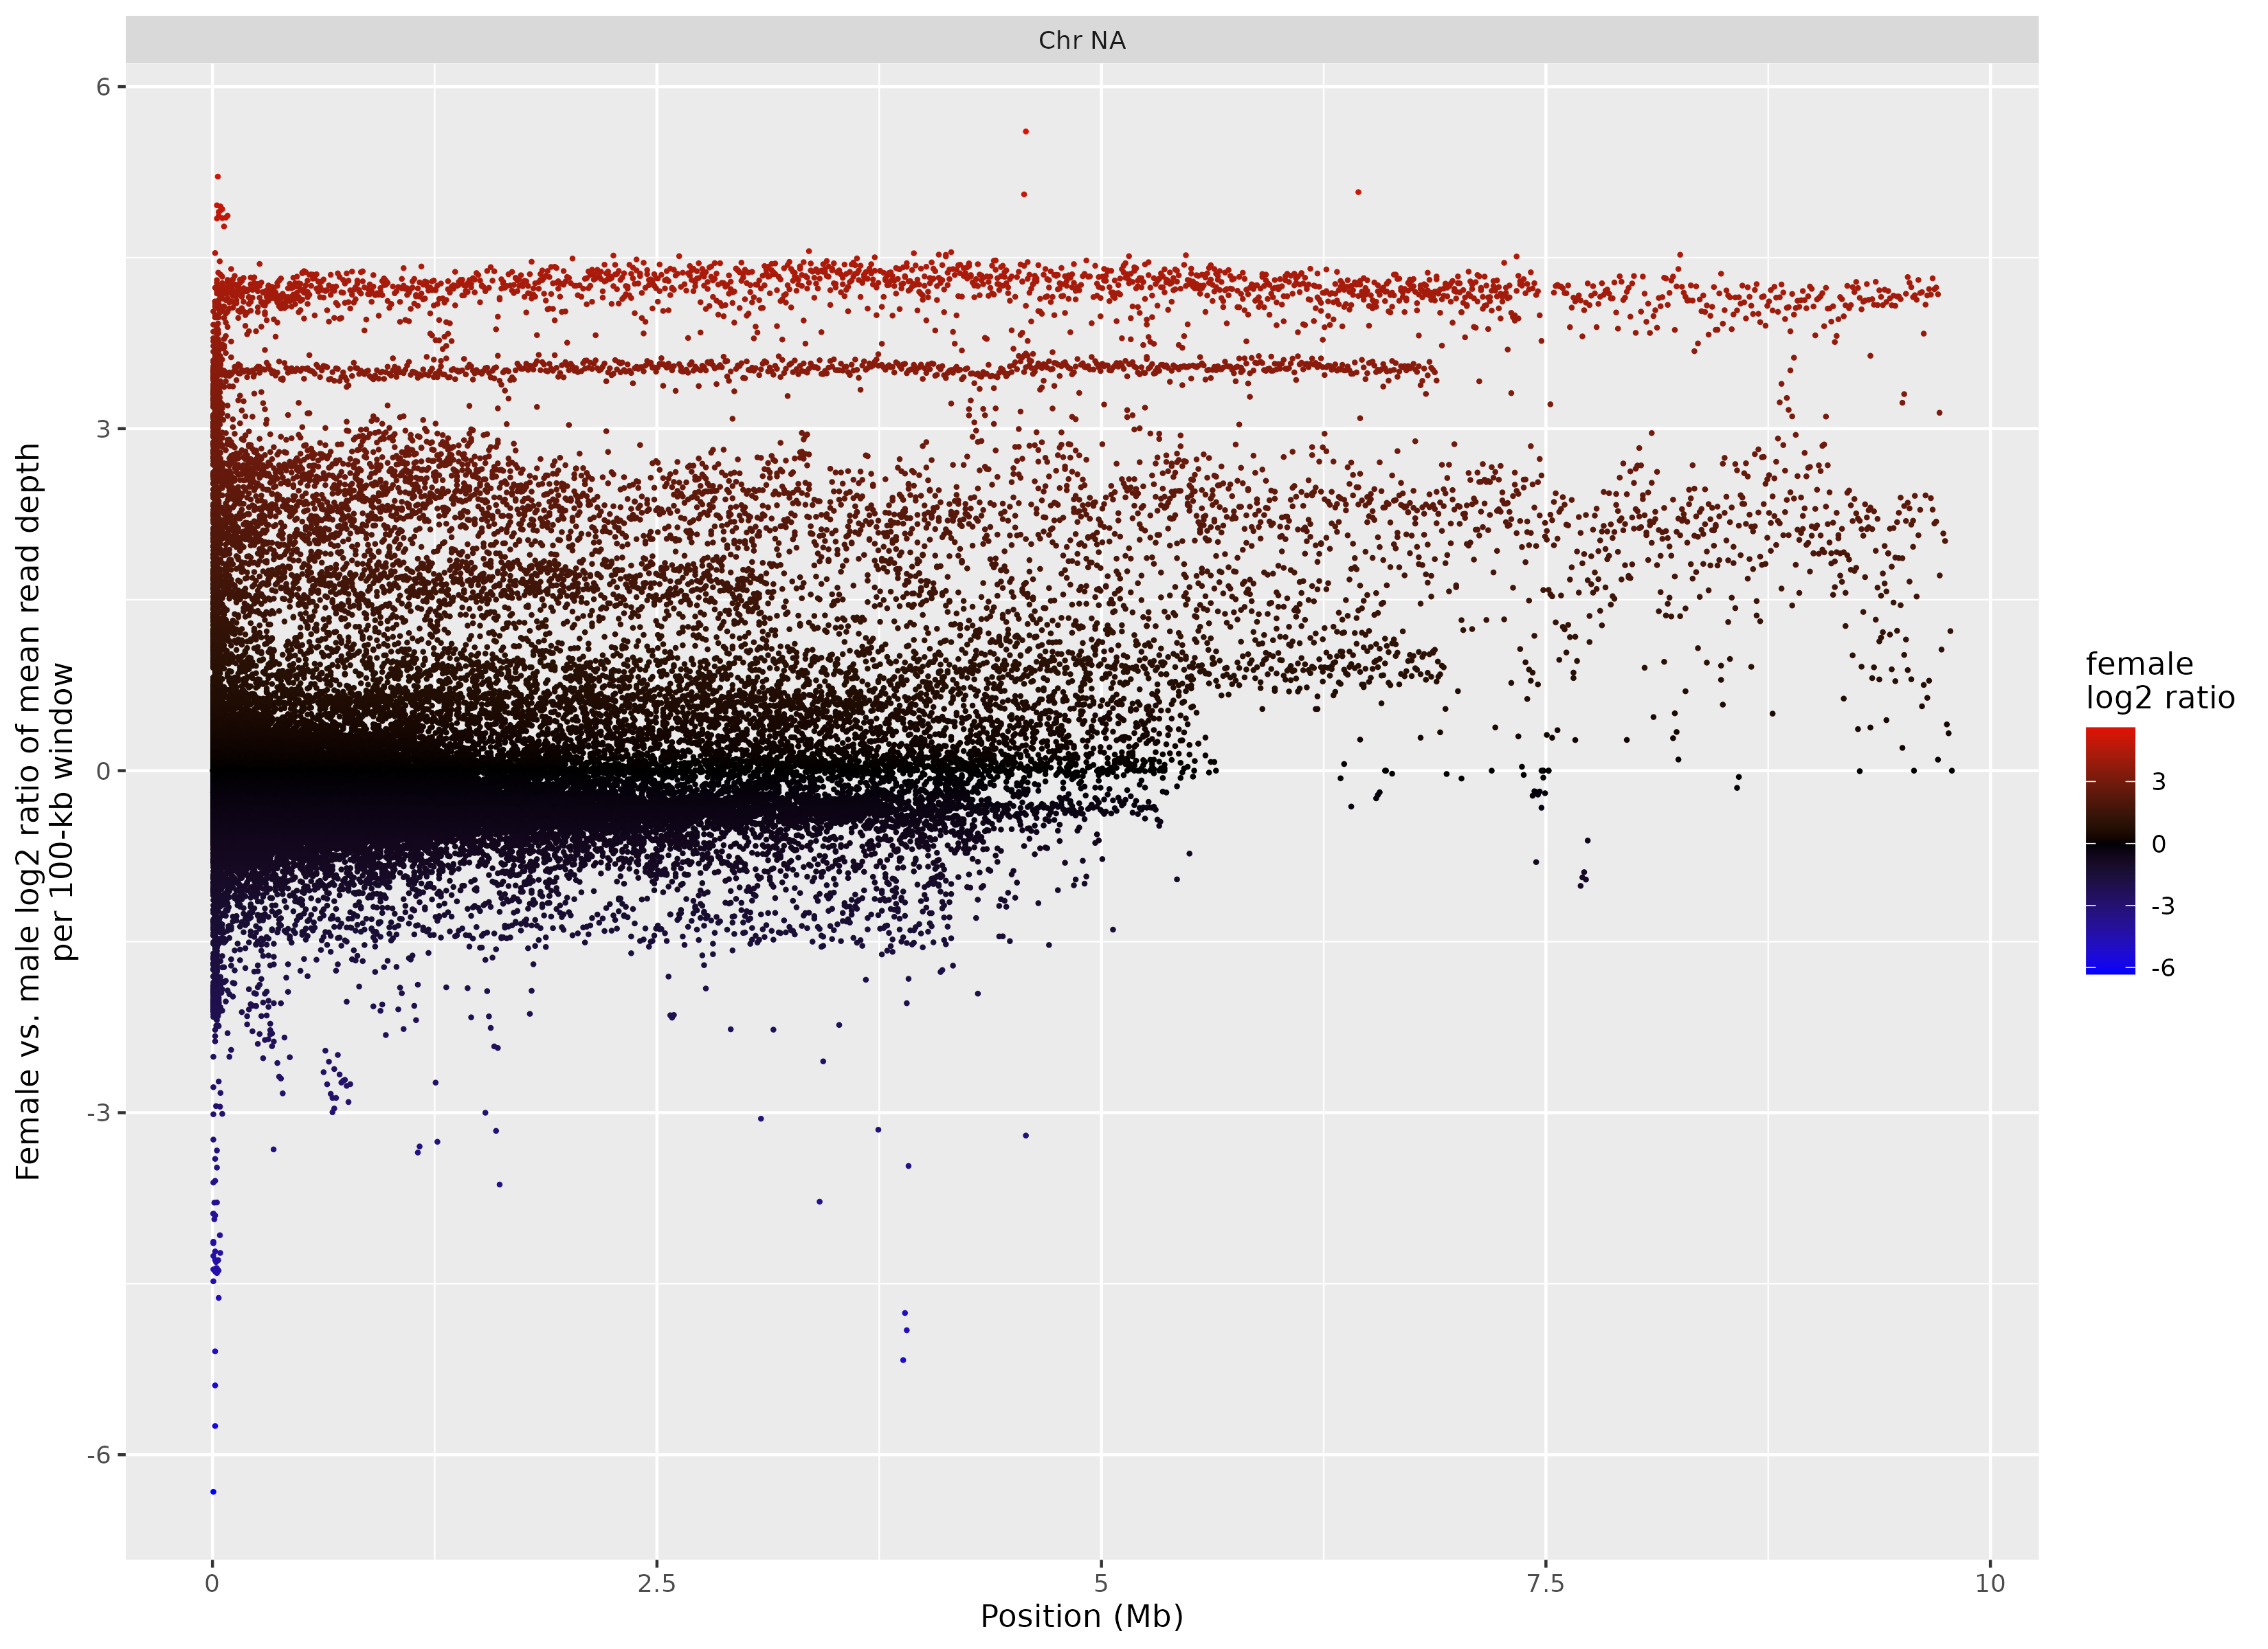 Chr NA
6
3
0
-3
-6
Female vs. male log2 ratio of mean read depth
per 100-kb window
0
2.5
5
7.5
10
Position (Mb)
female
log2 ratio
3
0
-3
-6